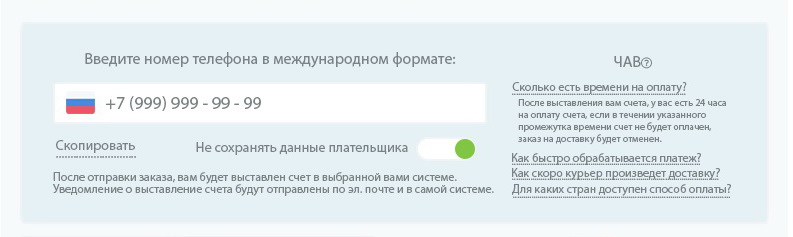 Введите номер телефона в международном формате:
+7 (999) 999 - 99 - 99
Скопировать
Не сохранять данные плательщика
После отправки заказа, вам будет выставлен счет в выбранной вами системе.
Уведомление о выставление счета будут отправлены по эл. почте и в самой системе.
ЧАВ?
Сколько есть времени на оплату?
После выставления вам счета, у вас есть 24 часа
на оплату счета, если в течении указанного
промежутка времени счет не будет оплачен,
заказ на доставку будет отменен.
Как быстро обрабатывается платеж?
Как скоро курьер произведет доставку?
Для каких стран доступен способ оплаты?